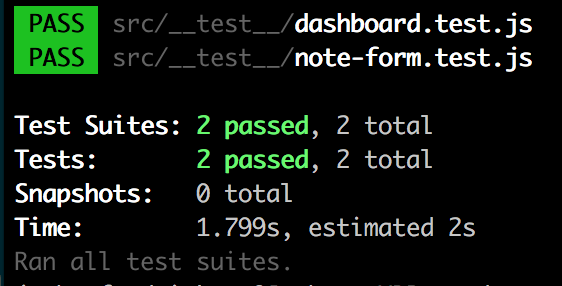 PASS src/__test__/dashboard.test.js
PASS src/__test__/note-form.test.js
Test Suites: 2 passed, 2 total
Tests: 2 passed, 2 total
Snapshots: 0 total
Time: 1.799s, estimated 2s
Ran all test suites.